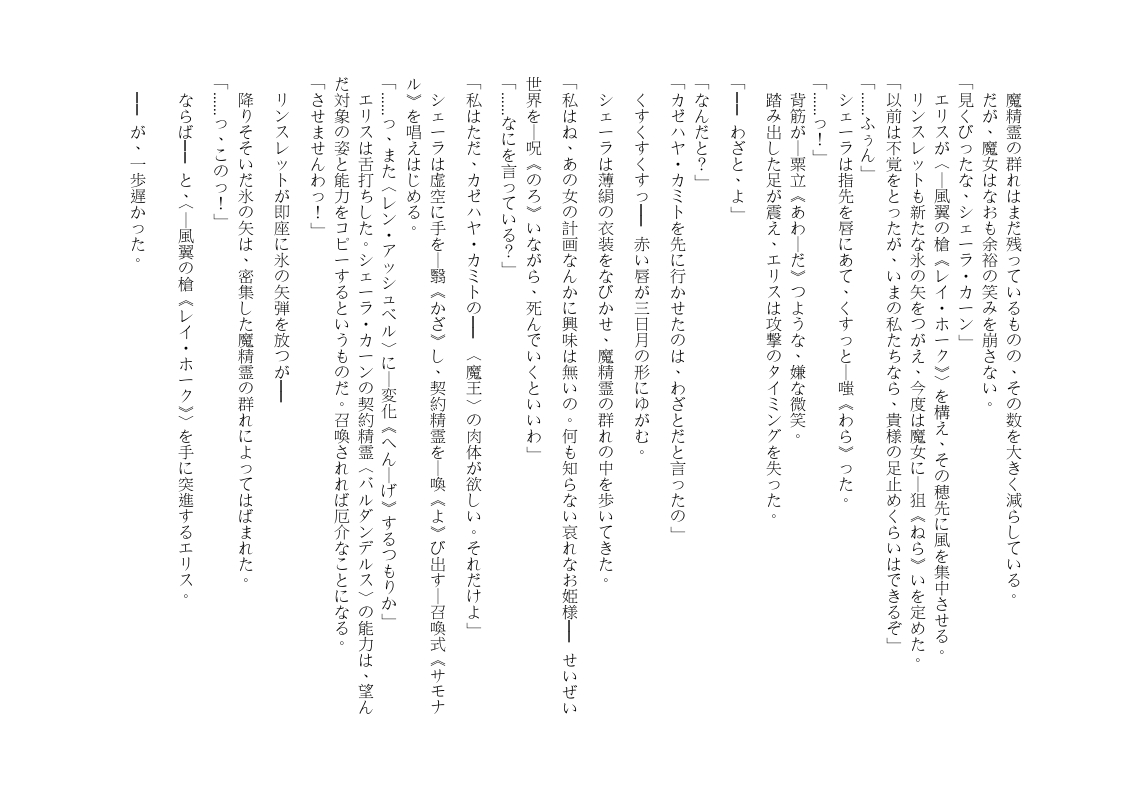 魔精霊の群れはまだ残っているものの、その数を大きく減らしている。
だが、魔女はなおも余裕の笑みを崩さない。
「見くびったな、シェーラ・カーン」
エリスが〈―風翼の槍《レイ・ホーク》〉を構え、その穂先に風を集中させる。
リンスレットも新たな氷の矢をつがえ、今度は魔女に―狙《ねら》いを定めた。
「以前は不覚をとったが、いまの私たちなら、貴様の足止めくらいはできるぞ」
「……ふぅん」
シェーラは指先を唇にあて、くすっと―嗤《わら》った。
「……っ！」
背筋が―粟立《あわ―だ》つような、嫌な微笑。
踏み出した足が震え、エリスは攻撃のタイミングを失った。
「━━ わざと、よ」
「なんだと？」
「カゼハヤ・カミトを先に行かせたのは、わざとだと言ったの」
くすくすくすっ━━ 赤い唇が三日月の形にゆがむ。
シェーラは薄絹の衣装をなびかせ、魔精霊の群れの中を歩いてきた。
「私はね、あの女の計画なんかに興味は無いの。何も知らない哀れなお姫様━━ せいぜい
世界を―呪《のろ》いながら、死んでいくといいわ」
「……なにを言っている？」
「私はただ、カゼハヤ・カミトの━━ 〈魔王〉の肉体が欲しい。それだけよ」
シェーラは虚空に手を―翳《かざ》し、契約精霊を―喚《よ》び出す―召喚式《サモナ
ル》を唱えはじめる。
「……っ、また〈レン・アッシュベル〉に―変化《へん―げ》するつもりか」
エリスは舌打ちした。シェーラ・カーンの契約精霊〈バルダンデルス〉の能力は、望ん
だ対象の姿と能力をコピーするというものだ。召喚されれば厄介なことになる。
「させませんわっ！」
リンスレットが即座に氷の矢弾を放つが━━
降りそそいだ氷の矢は、密集した魔精霊の群れによってはばまれた。
「……っ、このっ！」
ならば━━ と、〈―風翼の槍《レイ・ホーク》〉を手に突進するエリス。
━━ が、一歩遅かった。